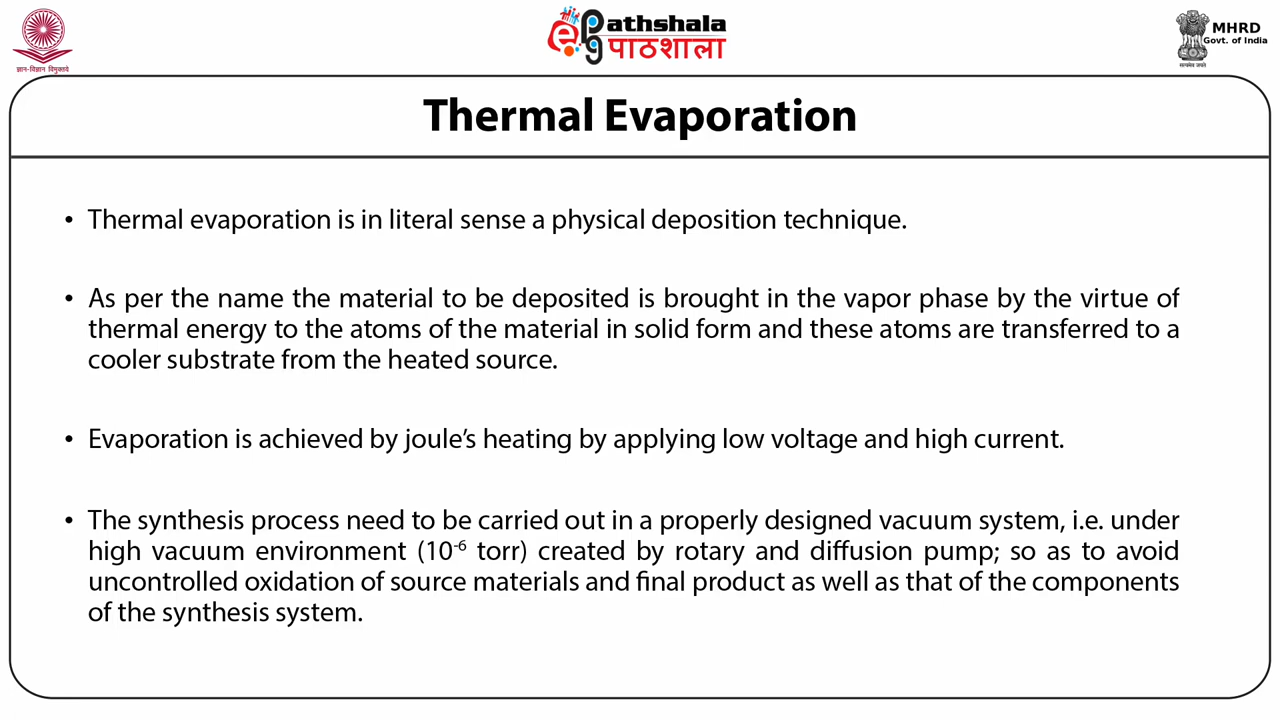 ज्ञान-विज्ञान विमुक्तये
ePathshala
पाठशाला
MHRD
Govt. of India
सत्यमेव जयते
Thermal Evaporation
• Thermal evaporation is in literal sense a physical deposition technique.
• As per the name the material to be deposited is brought in the vapor phase by the virtue of
thermal energy to the atoms of the material in solid form and these atoms are transferred to a
cooler substrate from the heated source.
• Evaporation is achieved by joule’s heating by applying low voltage and high current.
• The synthesis process need to be carried out in a properly designed vacuum system, i.e. under
high vacuum environment (10⁻⁶ torr) created by rotary and diffusion pump; so as to avoid
uncontrolled oxidation of source materials and final product as well as that of the components
of the synthesis system.